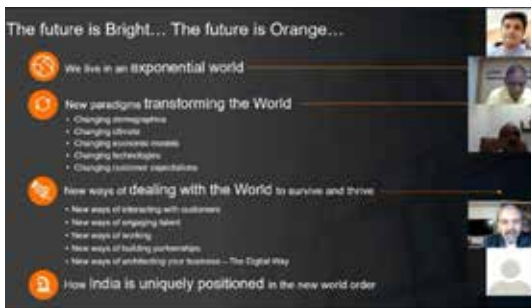 The future is Bright… The future is Orange…
We live in an Exponential world
New paradigms transforming the World
• Changing demographics
• Changing climate
• Changing economic models
• Changing technologies
• Changing customer expectations
New ways of dealing with the World to survive and thrive
• New ways of interacting with customers
• New ways of engaging talent
• New ways of working
• New ways of building partnerships
• New ways of architecting your business – The Digital Way
How India is uniquely positioned in the new world order